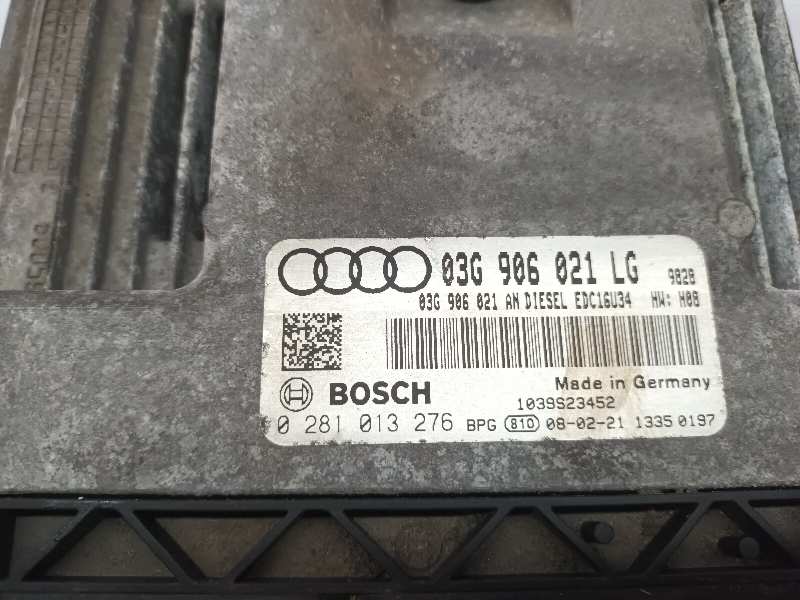 03G 906 021 LG 9828
03G 906 021 AN DIESEL EDC16U34 HW: H08
BOSCH
Made in Germany
1039S23452
0 281 013 276 BPG 810 08-02-21 1335 0197